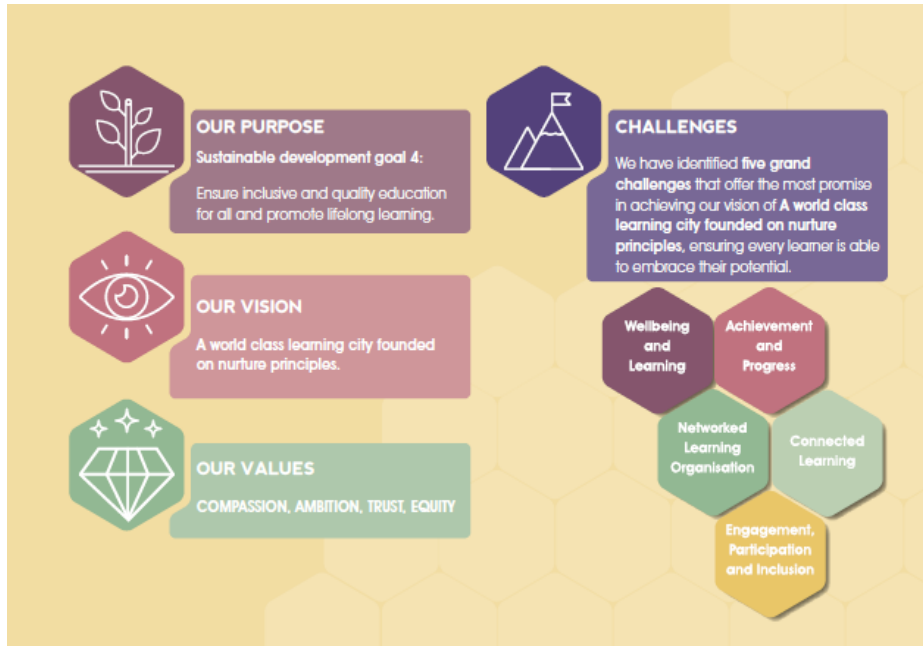 OUR PURPOSE
Sustainable development goal 4:
Ensure inclusive and quality education
for all and promote lifelong learning.
OUR VISION
A world class learning city founded
on nurture principles.
OUR VALUES
COMPASSION, AMBITION, TRUST, EQUITY
CHALLENGES
We have identified five grand
challenges that offer the most promise
in achieving our vision of A world class
learning city founded on nurture
principles, ensuring every learner is able
to embrace their potential.
Wellbeing
and
Learning
Achievement
and
Progress
Networked
Learning
Organisation
Connected
Learning
Engagement,
Participation
and Inclusion